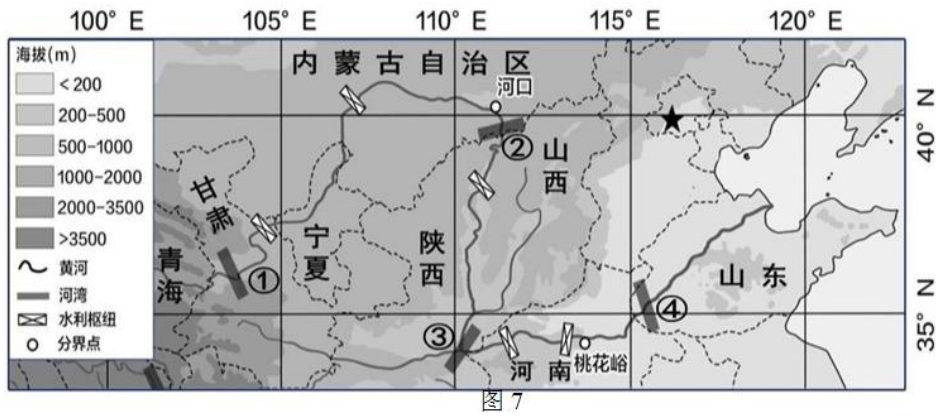 100° E 105° E 110° E 115° E 120° E
海拔(m)
<200
200-500
500-1000
1000-2000
2000-3500
>3500
黄河
河湾
水利枢纽
分界点
内蒙古自治区
河口
40° N
②
山西
甘肃
宁夏
陕西
青海
①
山东
④
③
35° N
桃花峪
河南
图 7